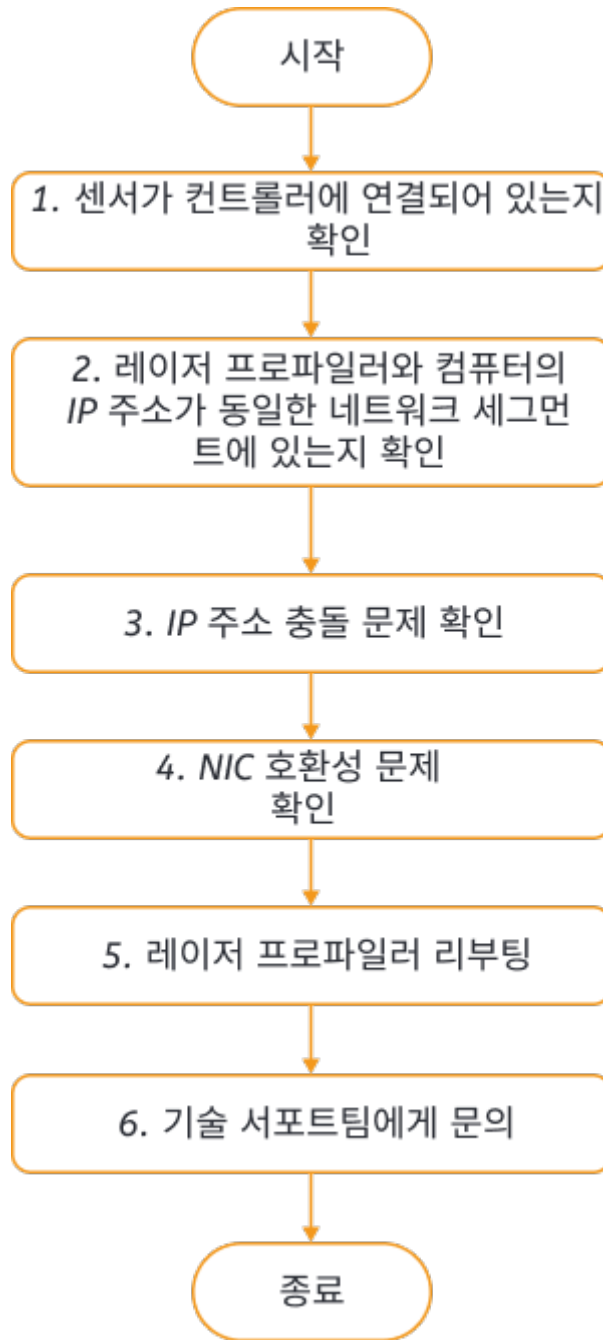 시작
1. 센서가 컨트롤러에 연결되어 있는지
확인
2. 레이저 프로파일러와 컴퓨터의
IP 주소가 동일한 네트워크 세그먼
트에 있는지 확인
3. IP 주소 충돌 문제 확인
4. NIC 호환성 문제
확인
5. 레이저 프로파일러 리부팅
6. 기술 서포트팀에게 문의
종료